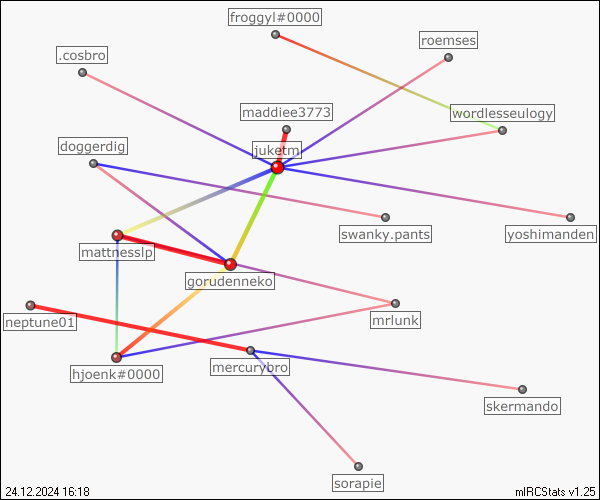 froggyl#0000
roemses
.cosbro
maddiee3773
wordlesseulogy
doggerdig
juketm
swanky.pants
yoshimanden
mattnesslp
gorudenneko
neptune01
mrlunk
mercurybro
hjoenk#0000
skermando
sorapie
24.12.2024 16:18
mIRCStats v1.25